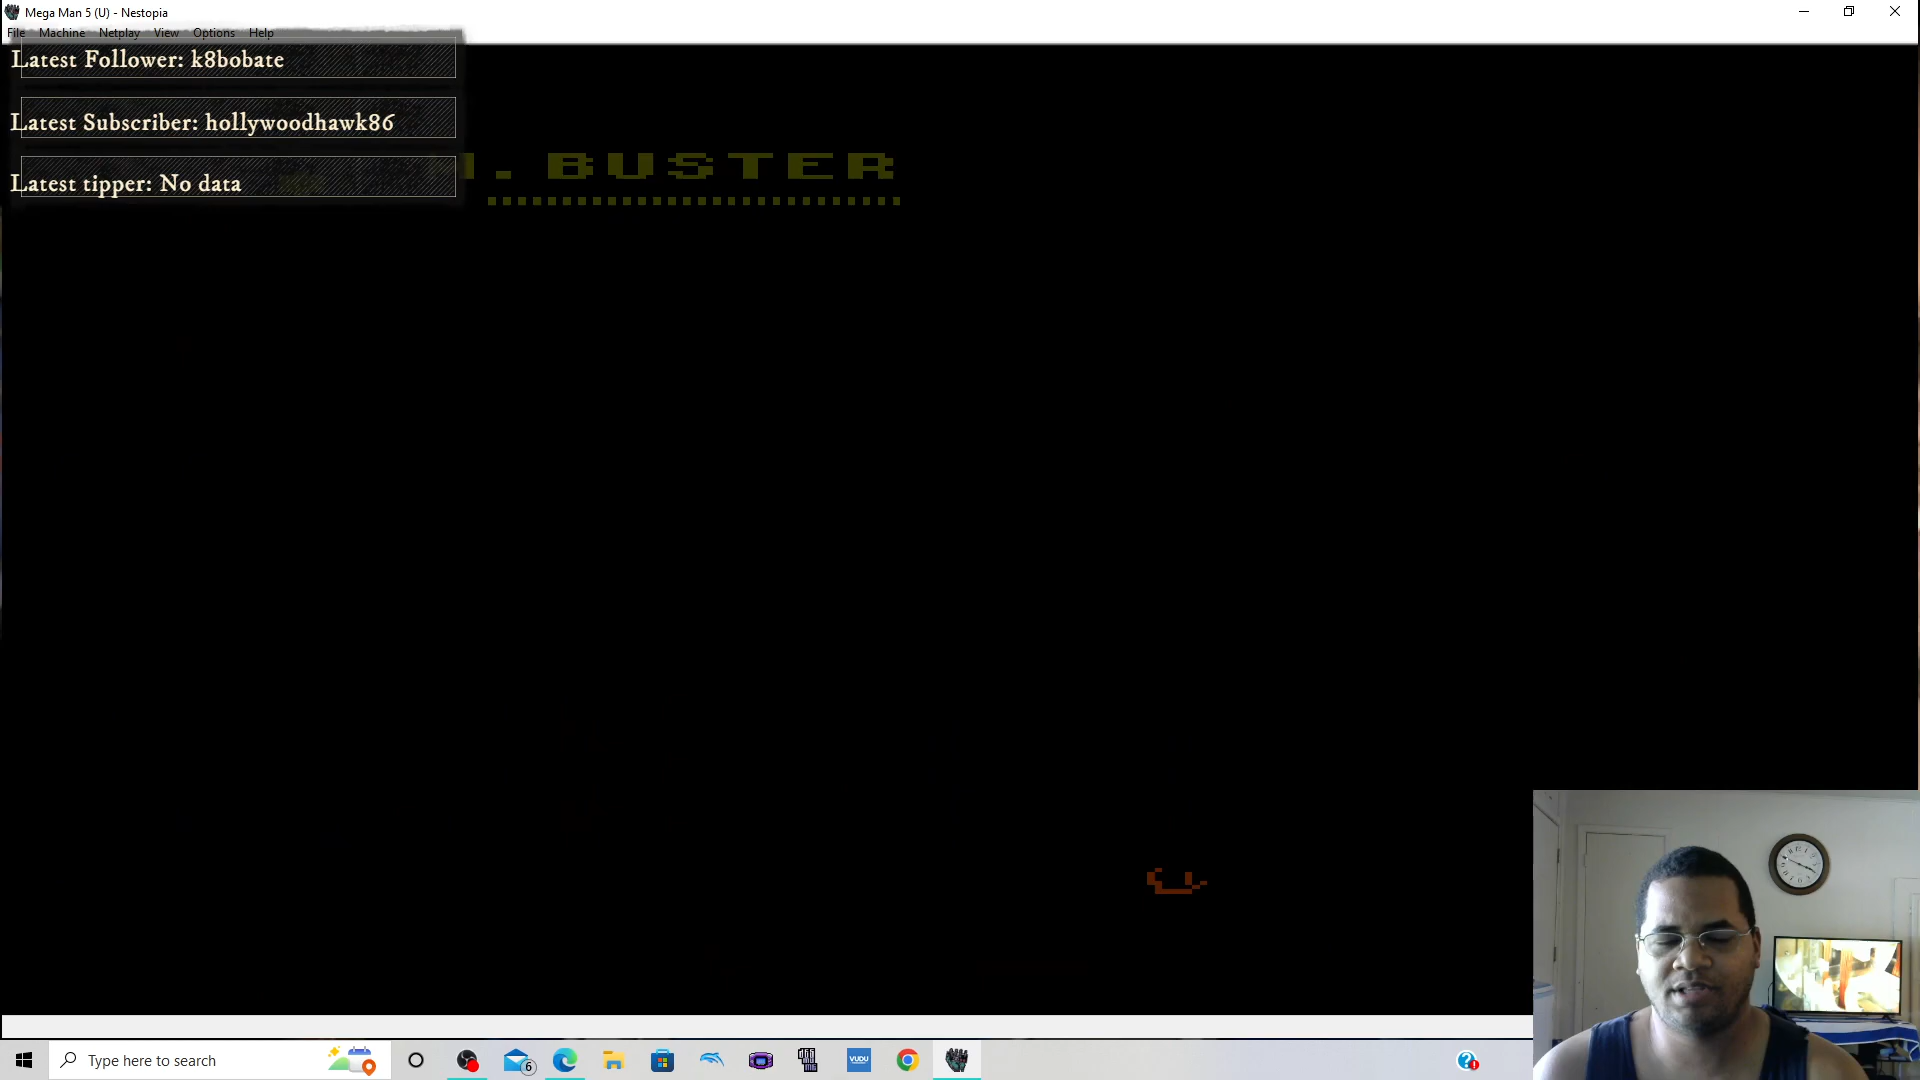 Mega Man 5 (U) - Nestopia
File Machine Netplay View Options Help
Latest Follower: k8bobate
Latest Subscriber: hollywoodhawk86
Latest tipper: No data
M.BUSTER
Type here to search
6
VUDU